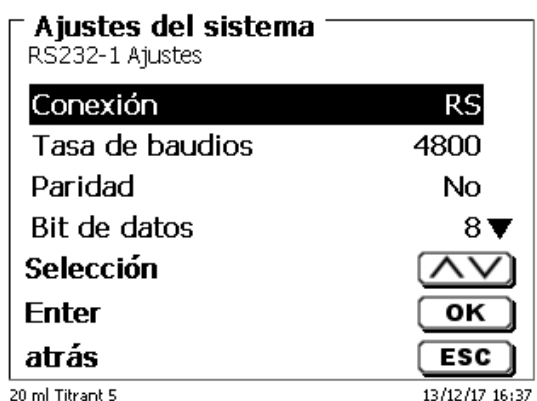 Ajustes del sistema
RS232-1 Ajustes
Conexión RS
Tasa de baudios 4800
Paridad No
Bit de datos 8
Selección
Enter OK
atrás ESC
20 ml Titrant 5 13/12/17 16:37